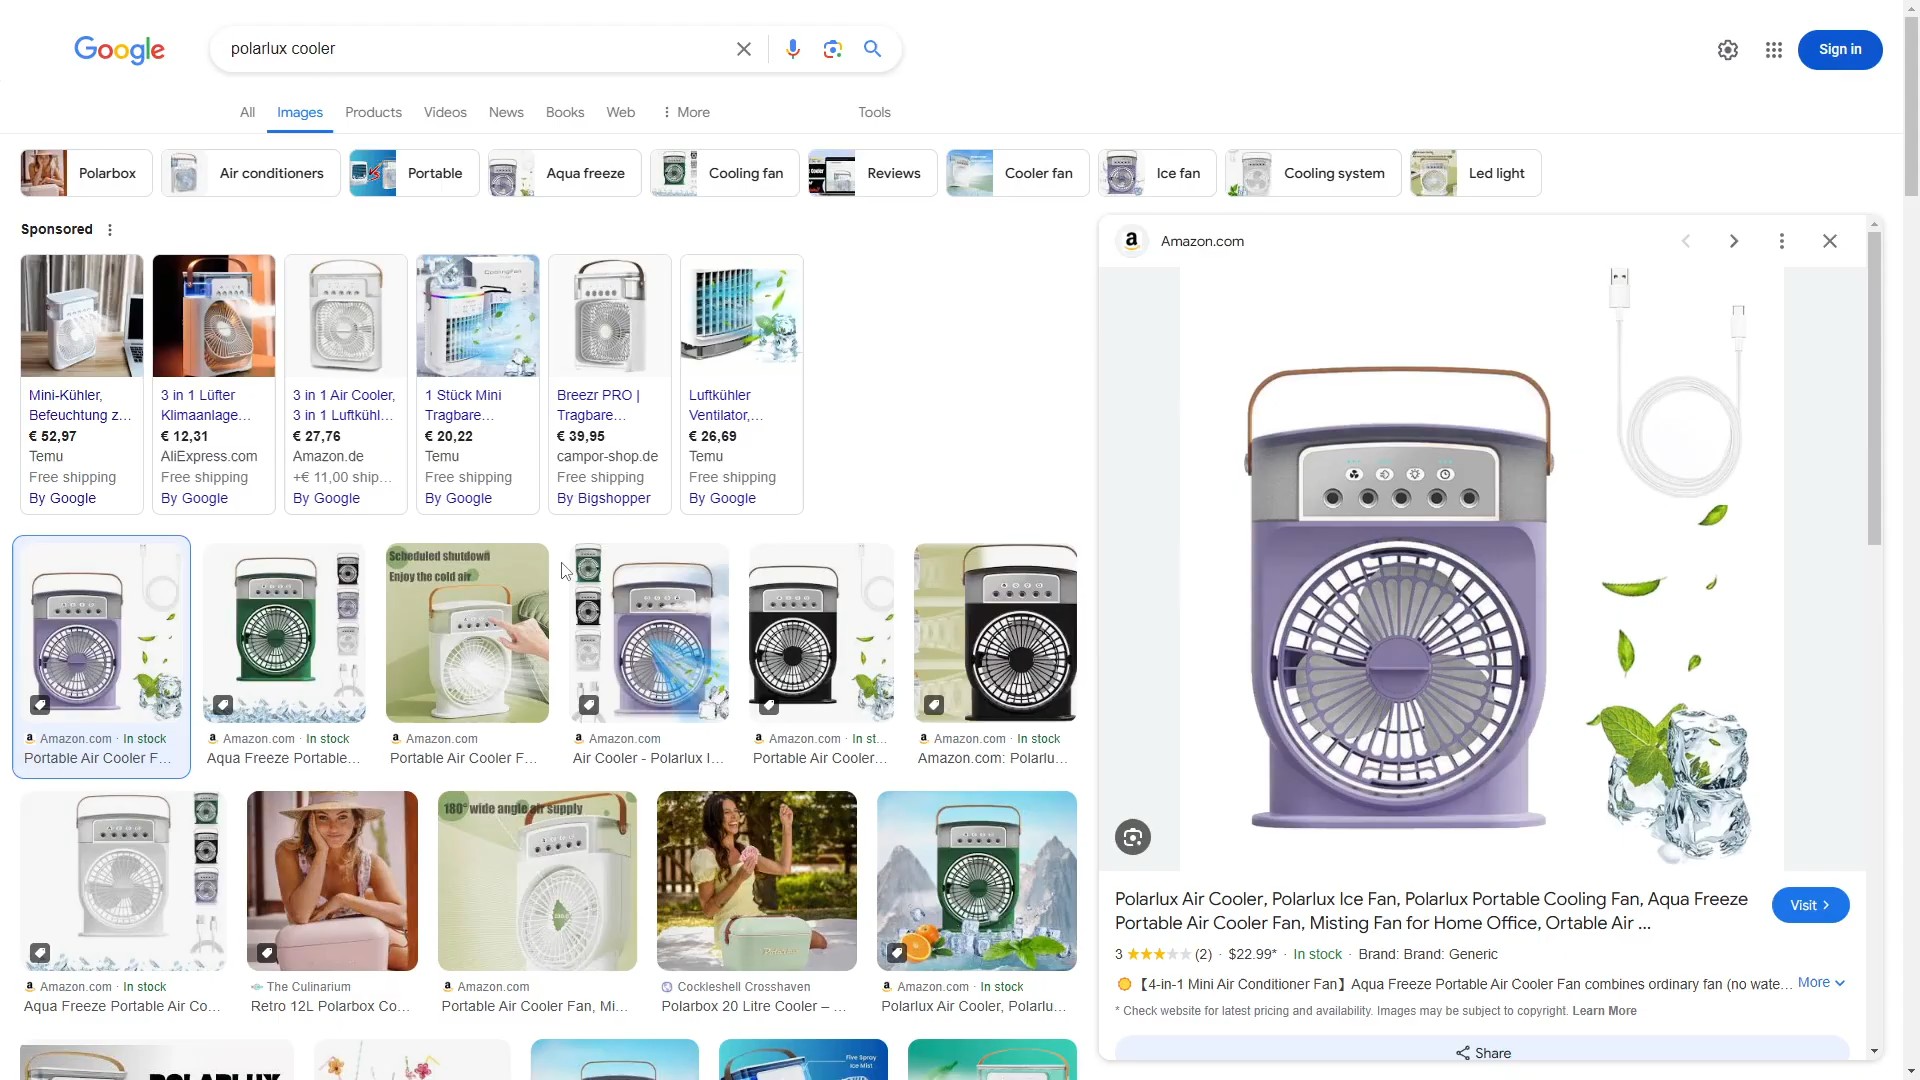 Google
polarlux cooler
Sign in
All
Images
Products
Videos
News
Books
Web
More
Tools
Polarbox
Air conditioners
Portable
Aqua freeze
Cooling fan
Reviews
Cooler fan
Ice fan
Cooling system
Led light
Sponsored
CoolingFan
Mini-Kühler,
Befeuchtung z...
€ 52,97
Temu
Free shipping
By Google
3 in 1 Lüfter
Klimaanlage...
€ 12,31
AliExpress.com
Free shipping
By Google
3 in 1 Air Cooler,
3 in 1 Luftkühl...
€ 27,76
Amazon.de
+€ 11,00 ship...
By Google
1 Stück Mini
Tragbare...
€ 20,22
Temu
Free shipping
By Google
Breezr PRO |
Tragbare...
€ 39,95
campor-shop.de
Free shipping
By Bigshopper
Luftkühler
Ventilator,...
€ 26,69
Temu
Free shipping
By Google
Amazon.com · In stock
Portable Air Cooler F...
Amazon.com · In stock
Aqua Freeze Portable...
Scheduled shutdown
Enjoy the cold air
Amazon.com
Portable Air Cooler F...
Amazon.com
Air Cooler - Polarlux I...
Amazon.com · In st...
Portable Air Cooler...
Amazon.com · In stock
Amazon.com: Polarlu...
Amazon.com · In stock
Aqua Freeze Portable Air Co...
The Culinarium
Retro 12L Polarbox Co...
180° wide angle air supply
Amazon.com
Portable Air Cooler Fan, Mi...
Cockleshell Crosshaven
Polarbox 20 Litre Cooler – ...
Amazon.com · In stock
Polarlux Air Cooler, Polarlu...
POLARLUX
Five Spray
Ice Mist
Amazon.com
Polarlux Air Cooler, Polarlux Ice Fan, Polarlux Portable Cooling Fan, Aqua Freeze
Portable Air Cooler Fan, Misting Fan for Home Office, Ortable Air ...
Visit
3 (2) · $22.99* · In stock · Brand: Brand: Generic
【4-in-1 Mini Air Conditioner Fan】Aqua Freeze Portable Air Cooler Fan combines ordinary fan (no wate... More
* Check website for latest pricing and availability. Images may be subject to copyright. Learn More
Share